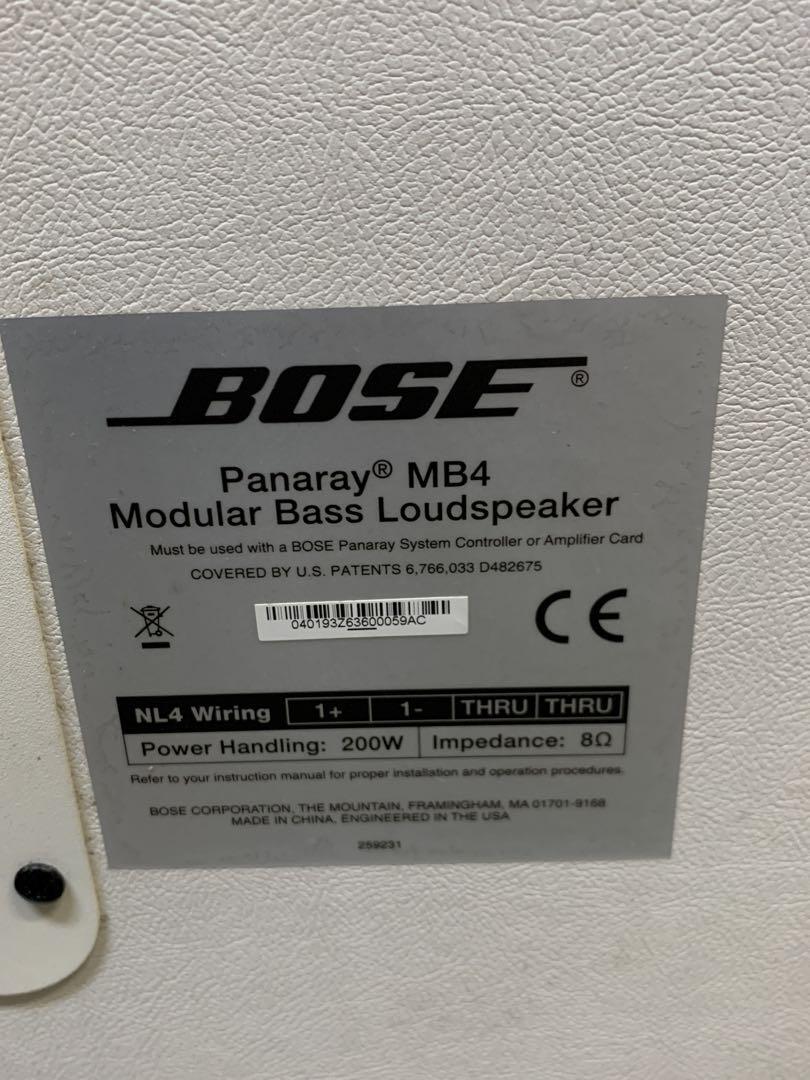 BOSE®
Panaray® MB4
Modular Bass Loudspeaker
Must be used with a BOSE Panaray System Controller or Amplifier Card
COVERED BY U.S. PATENTS 6,766,033 D482675
040193Z63600059AC
CE
NL4 Wiring 1+ 1- THRU THRU
Power Handling: 200W Impedance: 8Ω
Refer to your instruction manual for proper installation and operation procedures.
BOSE CORPORATION, THE MOUNTAIN, FRAMINGHAM, MA 01701-9168
MADE IN CHINA, ENGINEERED IN THE USA
259231